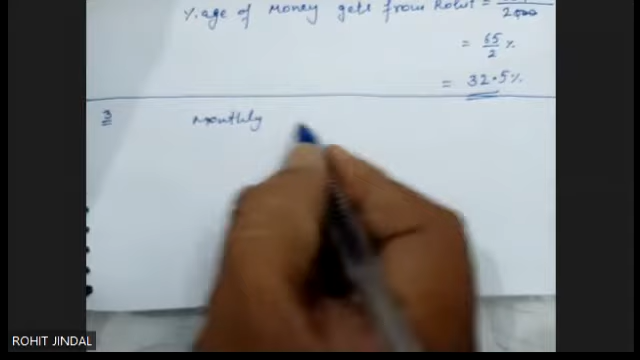 %age of money gets from Rohit =
2000
= 65/2 %
= 32.5%
3 monthly
ROHIT JINDAL